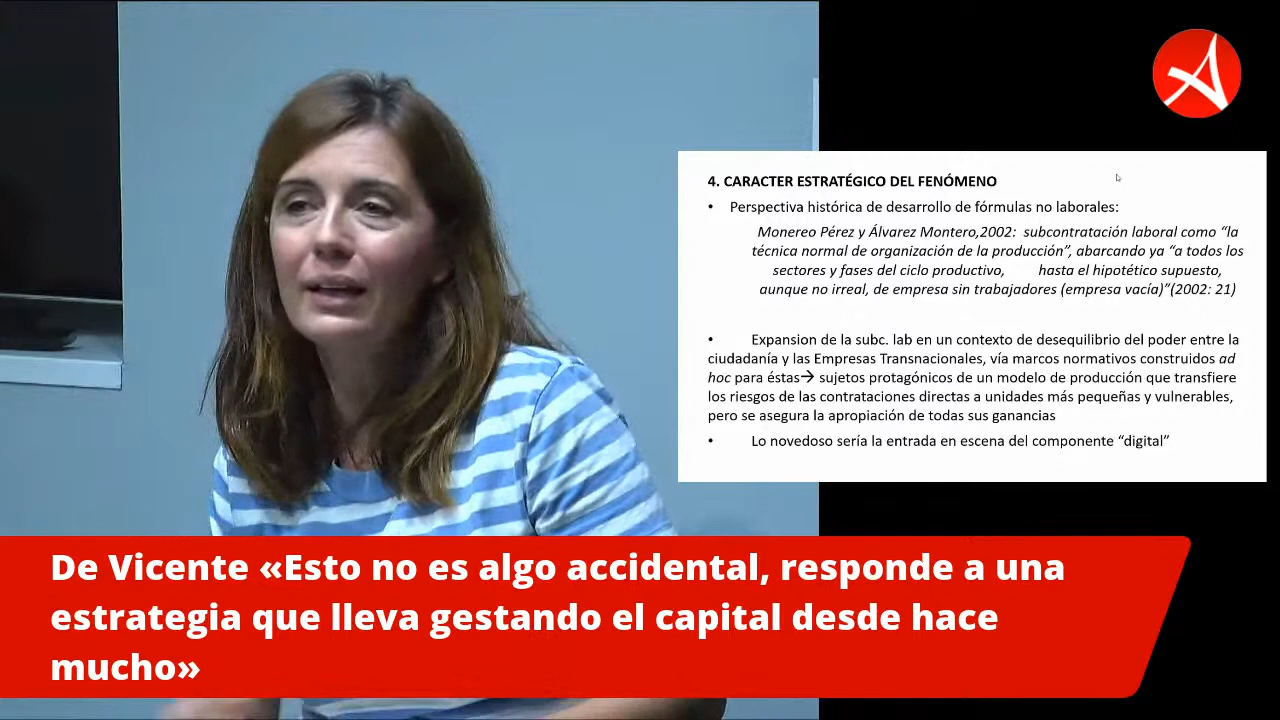 4. CARACTER ESTRATÉGICO DEL FENÓMENO
• Perspectiva histórica de desarrollo de fórmulas no laborales:
Monereo Pérez y Álvarez Montero,2002: subcontratación laboral como “la
técnica normal de organización de la producción”, abarcando ya “a todos los
sectores y fases del ciclo productivo, hasta el hipotético supuesto,
aunque no irreal, de empresa sin trabajadores (empresa vacía)”(2002: 21)
• Expansion de la subc. lab en un contexto de desequilibrio del poder entre la
ciudadanía y las Empresas Transnacionales, vía marcos normativos construidos ad
hoc para éstas→ sujetos protagónicos de un modelo de producción que transfiere
los riesgos de las contrataciones directas a unidades más pequeñas y vulnerables,
pero se asegura la apropiación de todas sus ganancias
• Lo novedoso sería la entrada en escena del componente “digital”
De Vicente «Esto no es algo accidental, responde a una
estrategia que lleva gestando el capital desde hace
mucho»